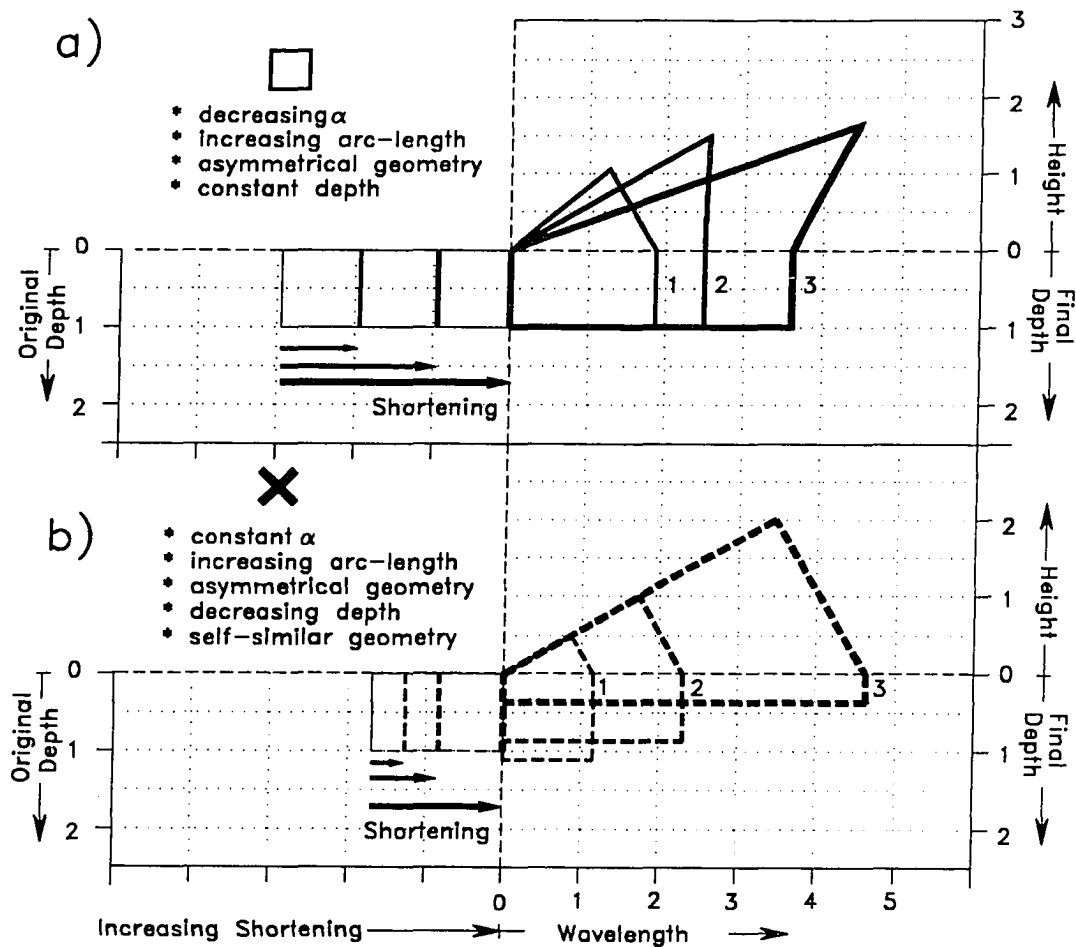 a)
* decreasing α
* increasing arc-length
* asymmetrical geometry
* constant depth
3
2
1
0
1
2
Height
Final Depth
0
1
2
Original Depth
1
2
3
Shortening
b)
* constant α
* increasing arc-length
* asymmetrical geometry
* decreasing depth
* self-similar geometry
2
1
0
1
2
Height
Final Depth
0
1
2
Original Depth
1
2
3
Shortening
0 1 2 3 4 5
Increasing Shortening
Wavelength